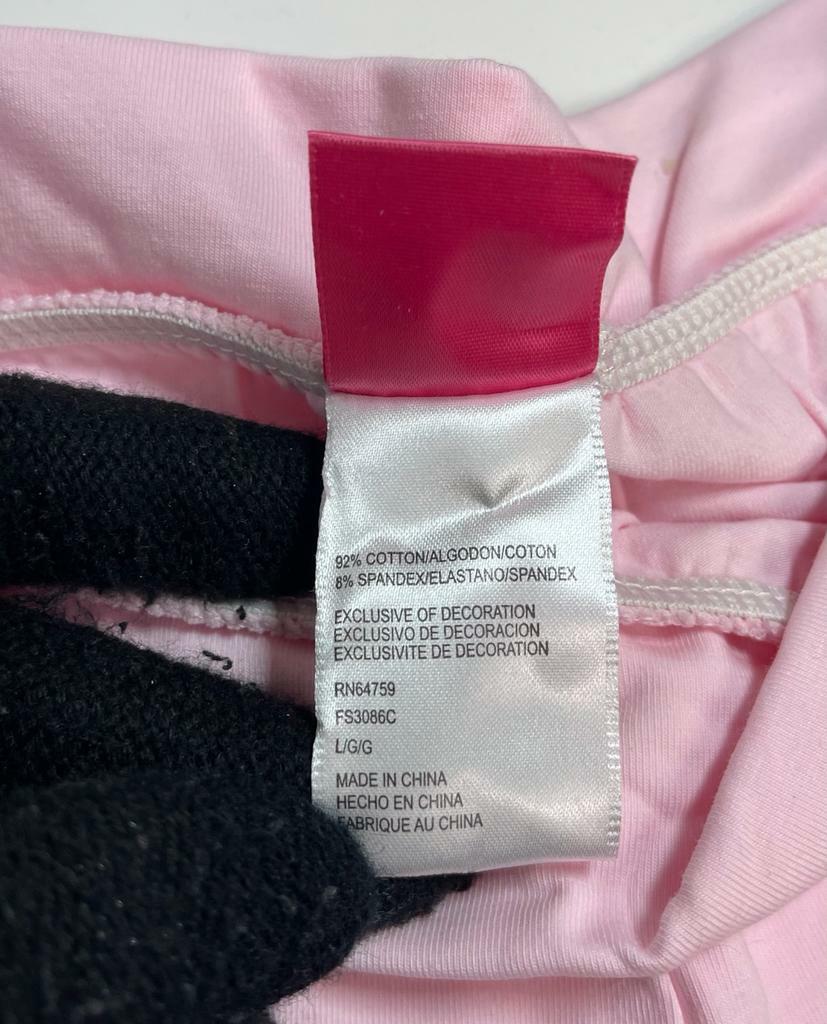 92% COTTON/ALGODON/COTON
8% SPANDEX/ELASTANO/SPANDEX
EXCLUSIVE OF DECORATION
EXCLUSIVO DE DECORACION
EXCLUSIVITE DE DECORATION
RN64759
FS3086C
L/G/G
MADE IN CHINA
HECHO EN CHINA
FABRIQUE AU CHINA